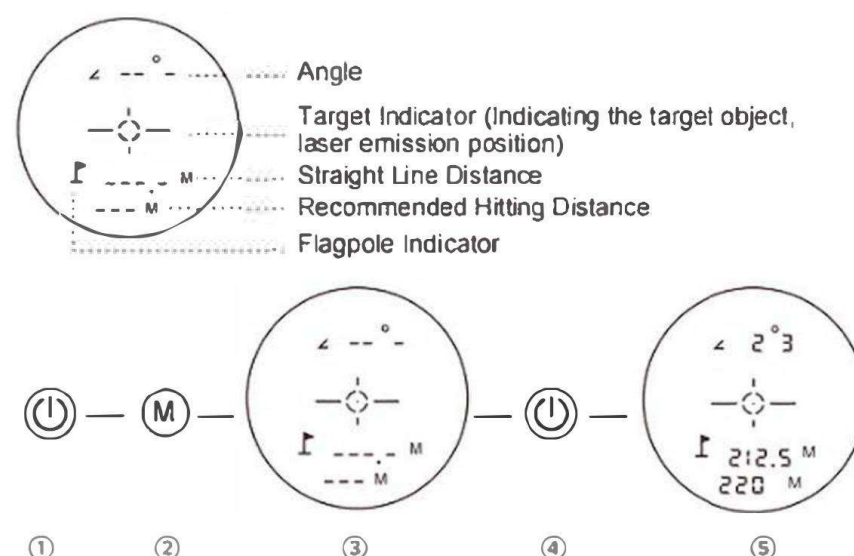 ∠ -- ° -
Angle
Target Indicator (Indicating the target object,
laser emission position)
---.- M
Straight Line Distance
--- M
Recommended Hitting Distance
Flagpole Indicator
∠ -- ° -
∠ 2°3
M
---.- M
212.5 M
--- M
220 M
① ② ③ ④ ⑤